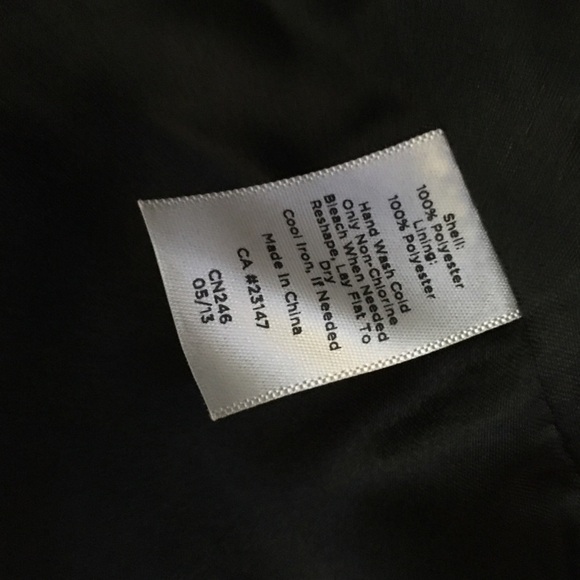 Shell:
100% Polyester
Lining:
100% Polyester
Hand Wash Cold
Only Non-Chlorine
Bleach When Needed
Reshape, Lay Flat To
Dry
Cool Iron, If Needed
Made In China
CA #23147
CN246
05/13